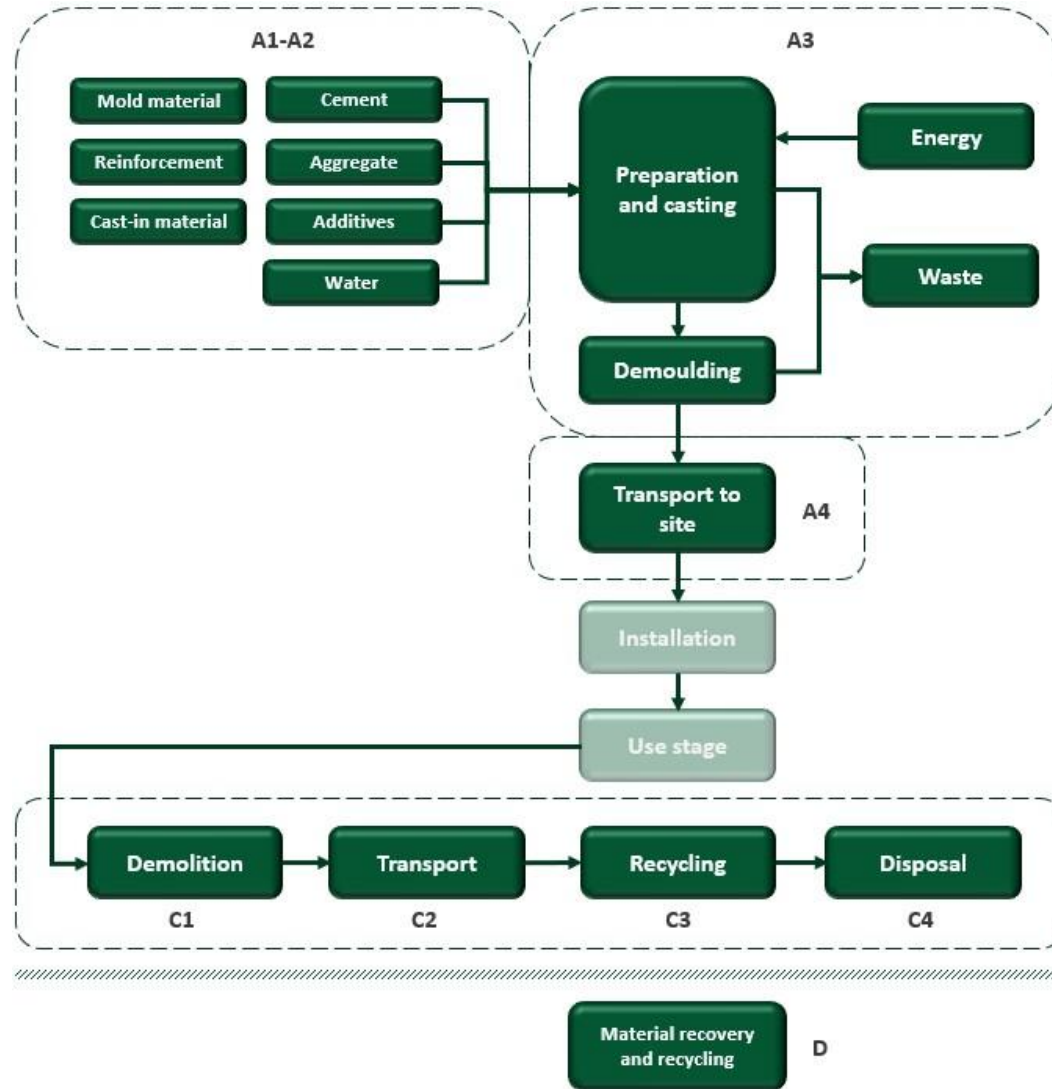 A1-A2
Mold material
Cement
Reinforcement
Aggregate
Cast-in material
Additives
Water
A3
Preparation
and casting
Energy
Waste
Demoulding
Transport to
site
A4
Installation
Use stage
Demolition
Transport
Recycling
Disposal
C1
C2
C3
C4
Material recovery
and recycling
D